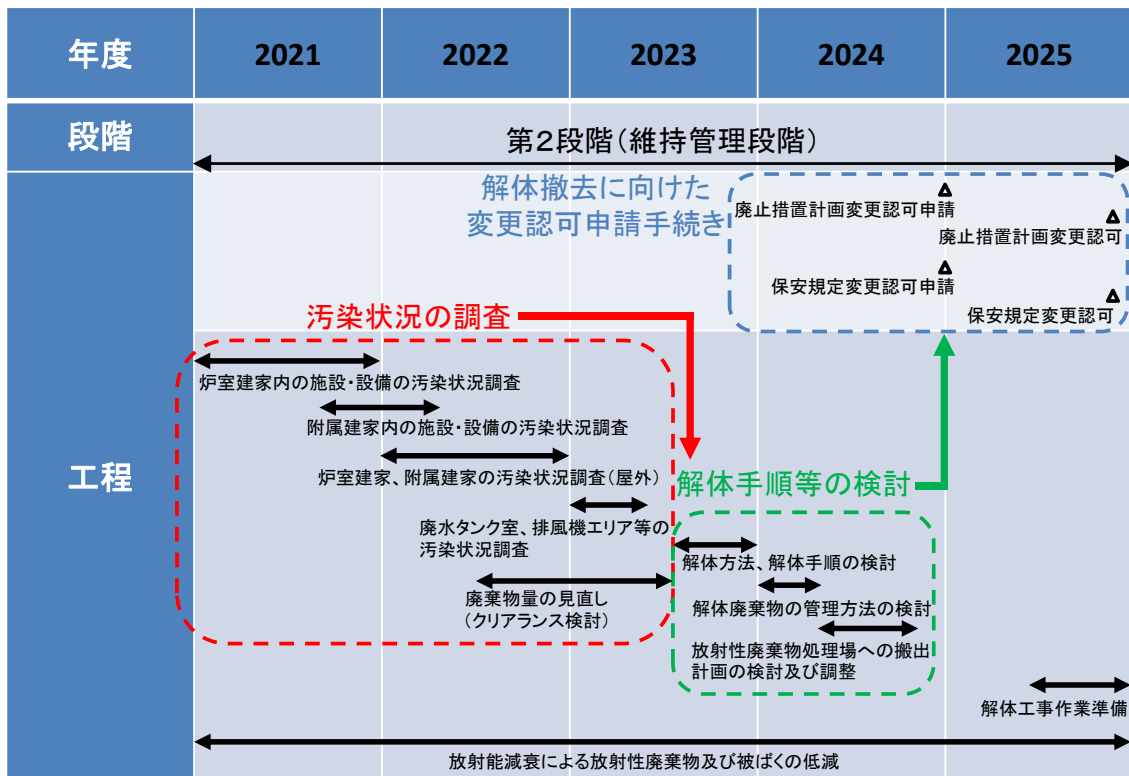 年度 2021 2022 2023 2024 2025
段階
第2段階(維持管理段階)
解体撤去に向けた
変更認可申請手続き
廃止措置計画変更認可申請
廃止措置計画変更認可
保安規定変更認可申請
保安規定変更認可
汚染状況の調査
工程
炉室建家内の施設・設備の汚染状況調査
附属建家内の施設・設備の汚染状況調査
炉室建家、附属建家の汚染状況調査(屋外)
解体手順等の検討
廃水タンク室、排風機エリア等の
汚染状況調査
解体方法、解体手順の検討
廃棄物量の見直し
(クリアランス検討)
解体廃棄物の管理方法の検討
放射性廃棄物処理場への搬出
計画の検討及び調整
解体工事作業準備
放射能減衰による放射性廃棄物及び被ばくの低減